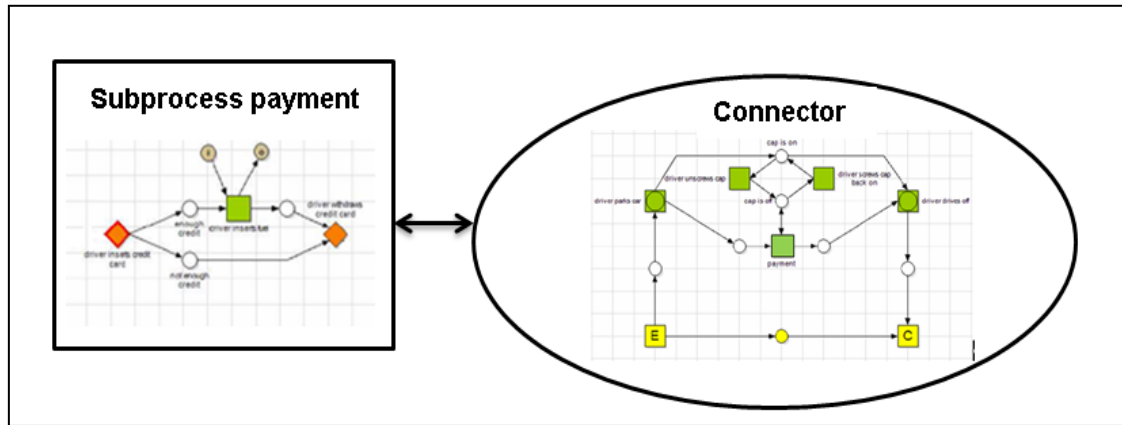 Subprocess payment
Connector
enough
credit
driver inserts fuel
driver withdraws
credit card
driver inserts credit
card
not enough
credit
cap is on
driver unscrews cap
driver screws cap
back on
driver parks car
cap is off
driver drives off
payment
E
C